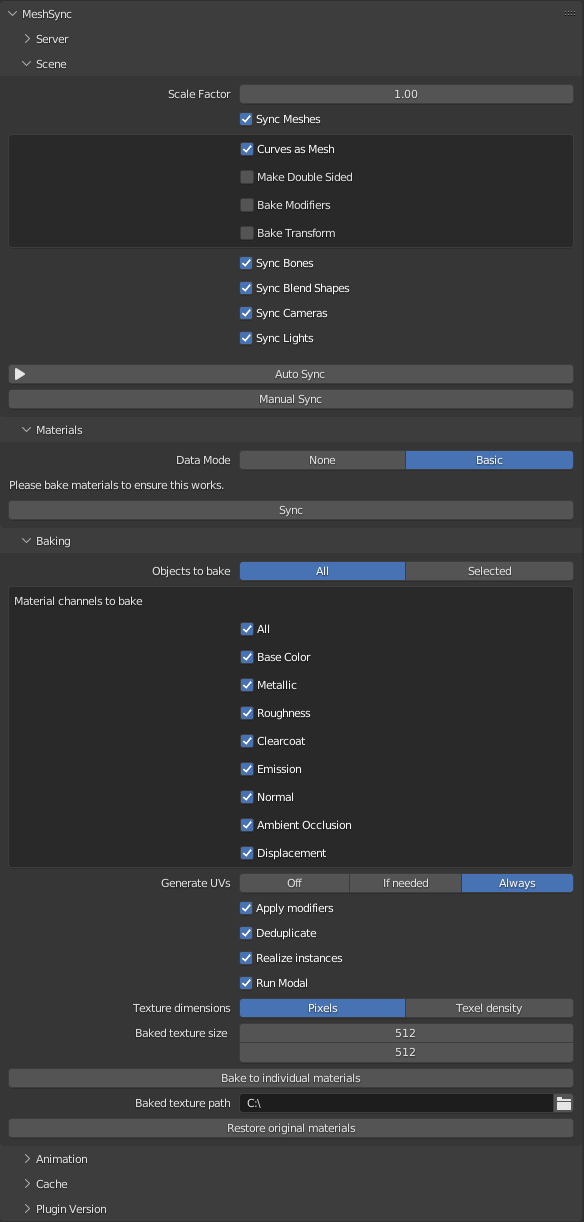 MeshSync
Server
Scene
Scale Factor 1.00
Sync Meshes
Curves as Mesh
Make Double Sided
Bake Modifiers
Bake Transform
Sync Bones
Sync Blend Shapes
Sync Cameras
Sync Lights
Auto Sync
Manual Sync
Materials
Data Mode None Basic
Please bake materials to ensure this works.
Sync
Baking
Objects to bake All Selected
Material channels to bake
All
Base Color
Metallic
Roughness
Clearcoat
Emission
Normal
Ambient Occlusion
Displacement
Generate UVs Off If needed Always
Apply modifiers
Deduplicate
Realize instances
Run Modal
Texture dimensions Pixels Texel density
Baked texture size 512
512
Bake to individual materials
Baked texture path C:\
Restore original materials
Animation
Cache
Plugin Version